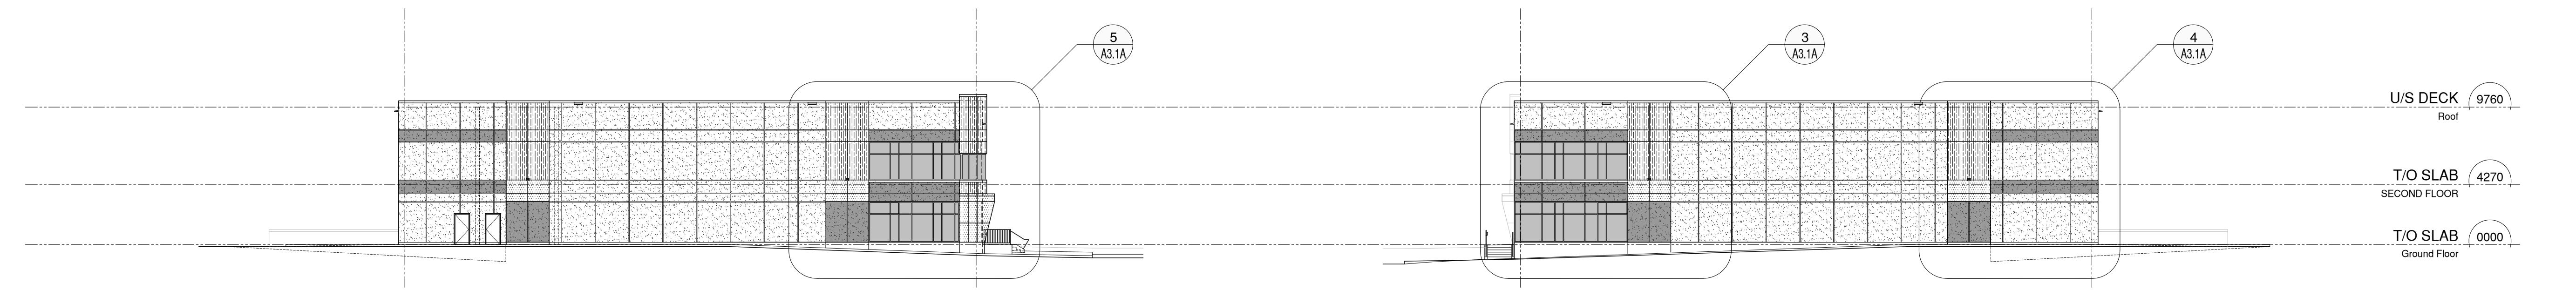 5
A3.1A
3
A3.1A
4
A3.1A
U/S DECK 9760
Roof
T/O SLAB 4270
SECOND FLOOR
T/O SLAB 0000
Ground Floor